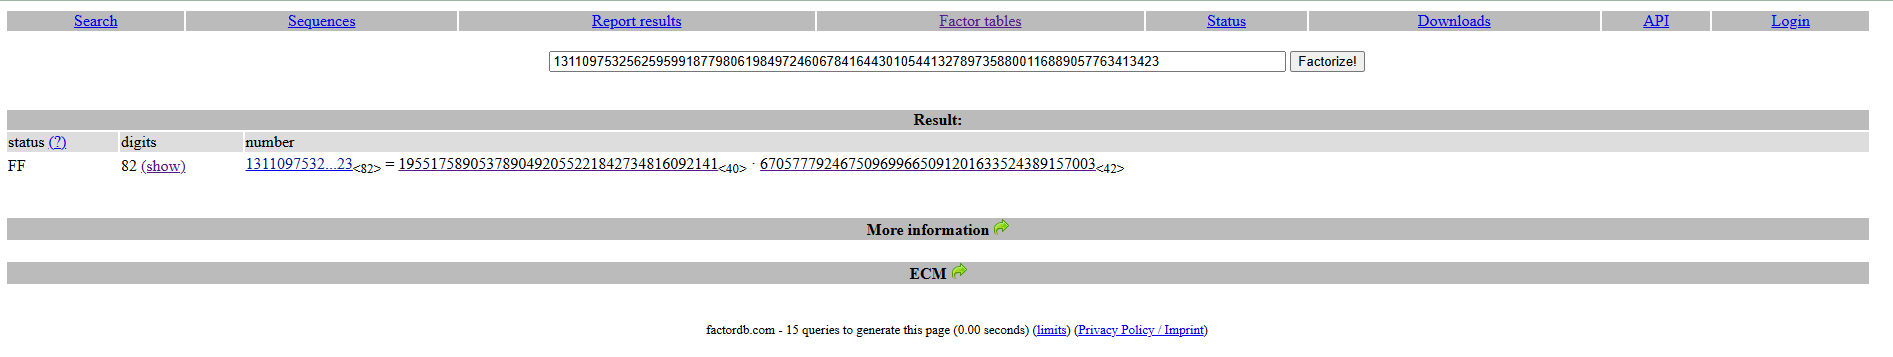 Search Sequences Report results Factor tables Status Downloads API Login
1311097532562595991877980619849724606784164430105441327897358800116889057763413423 Factorize!
Result:
status (?) digits number
FF 82 (show) 1311097532...23<82> = 1955175890537890492055221842734816092141<40> · 670577792467509699665091201633524389157003<42>
More information
ECM
factordb.com - 15 queries to generate this page (0.00 seconds) (limits) (Privacy Policy / Imprint)